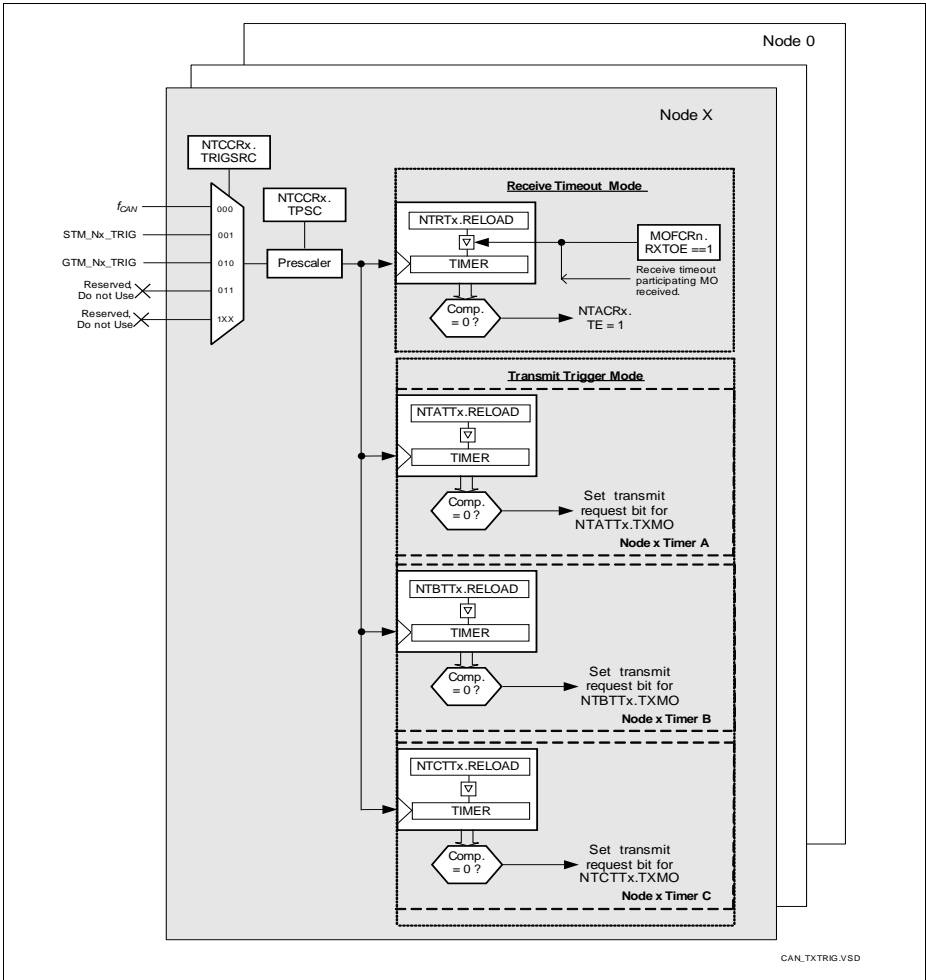 Node 0
Node X
NTCCRx.
TRIGSRC
NTCCRx.
TPSC
fCAN
STM_Nx_TRIG
GTM_Nx_TRIG
Reserved,
Do not Use
Reserved,
Do not Use
000
001
010
011
1XX
Prescaler
Receive Timeout Mode
NTRTx.RELOAD
TIMER
MOFCRn.
RXTOE ==1
Receive timeout
participating MO
received.
Comp.
= 0 ?
NTACRx.
TE = 1
Transmit Trigger Mode
NTATTx.RELOAD
TIMER
Comp.
= 0 ?
Set transmit
request bit for
NTATTx.TXMO
Node x Timer A
NTBTTx.RELOAD
TIMER
Comp.
= 0 ?
Set transmit
request bit for
NTBTTx.TXMO
Node x Timer B
NTCTTx.RELOAD
TIMER
Comp.
= 0 ?
Set transmit
request bit for
NTCTTx.TXMO
Node x Timer C
CAN_TXTRIG.VSD